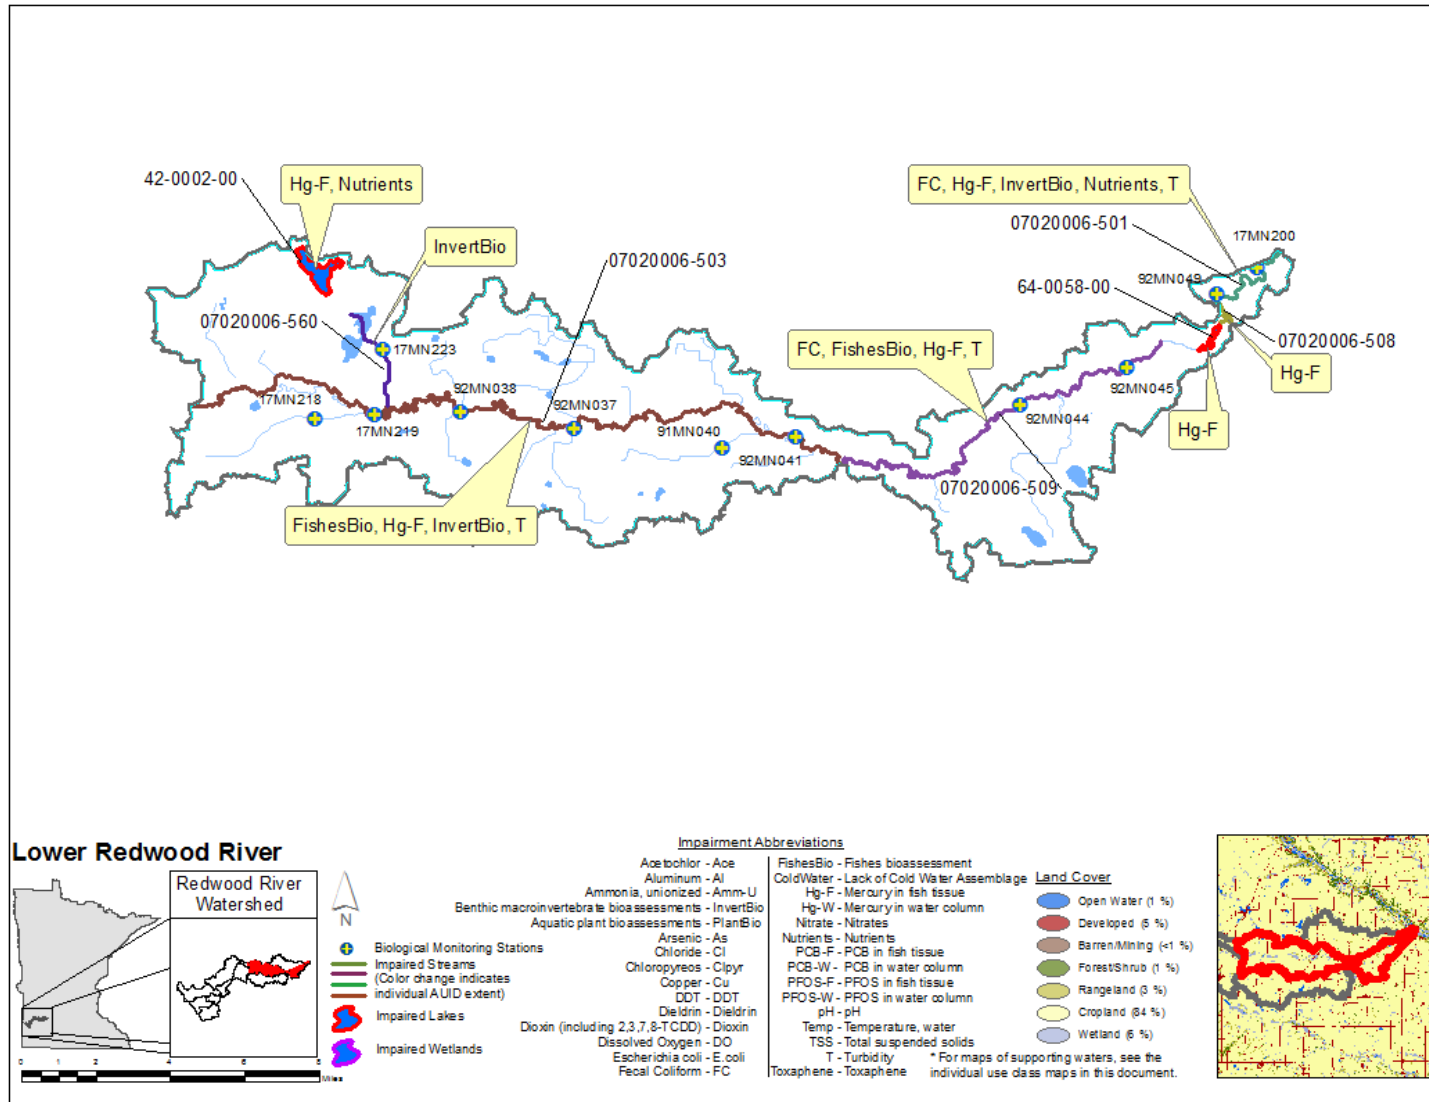 42-0002-00
Hg-F, Nutrients
InvertBio
07020006-503
07020006-560
17MN223
17MN218
17MN219
92MN038
92MN037
91MN040
92MN041
FishesBio, Hg-F, InvertBio, T
FC, Hg-F, InvertBio, Nutrients, T
07020006-501
17MN200
92MN049
64-0058-00
07020006-508
Hg-F
Hg-F
FC, FishesBio, Hg-F, T
92MN045
92MN044
07020006-509
Lower Redwood River
Redwood River
Watershed
N
Biological Monitoring Stations
Impaired Streams
(Color change indicates
individual AUID extent)
Impaired Lakes
Impaired Wetlands
0 1 2 4 6 8
Miles
Impairment Abbreviations
Acetochlor - Ace
Aluminum - Al
Ammonia, unionized - Amm-U
Benthic macroinvertebrate bioassessments - InvertBio
Aquatic plant bioassessments - PlantBio
Arsenic - As
Chloride - Cl
Chloropyreos - Clpyr
Copper - Cu
DDT - DDT
Dieldrin - Dieldrin
Dioxin (including 2,3,7,8-TCDD) - Dioxin
Dissolved Oxygen - DO
Escherichia coli - E.coli
Fecal Coliform - FC
FishesBio - Fishes bioassessment
ColdWater - Lack of Cold Water Assemblage
Hg-F - Mercury in fish tissue
Hg-W - Mercury in water column
Nitrate - Nitrates
Nutrients - Nutrients
PCB-F - PCB in fish tissue
PCB-W - PCB in water column
PFOS-F - PFOS in fish tissue
PFOS-W - PFOS in water column
pH - pH
Temp - Temperature, water
TSS - Total suspended solids
T - Turbidity
Toxaphene - Toxaphene
* For maps of supporting waters, see the
individual use class maps in this document.
Land Cover
Open Water (1 %)
Developed (5 %)
Barren/Mining (<1 %)
Forest/Shrub (1 %)
Rangeland (3 %)
Cropland (84 %)
Wetland (6 %)